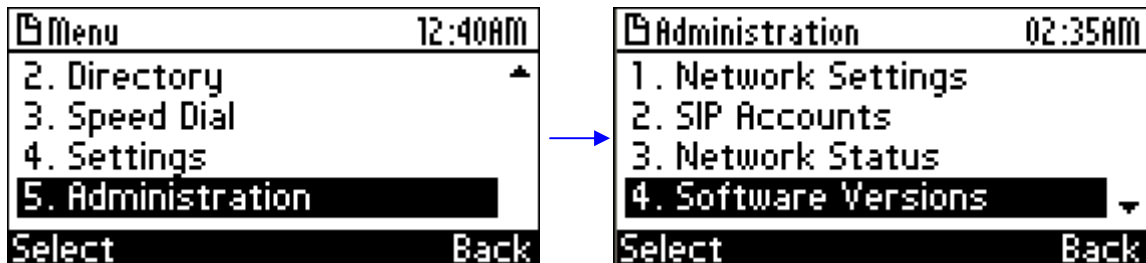 Menu 12:40AM
2. Directory
3. Speed Dial
4. Settings
5. Administration
Select Back
Administration 02:35AM
1. Network Settings
2. SIP Accounts
3. Network Status
4. Software Versions
Select Back